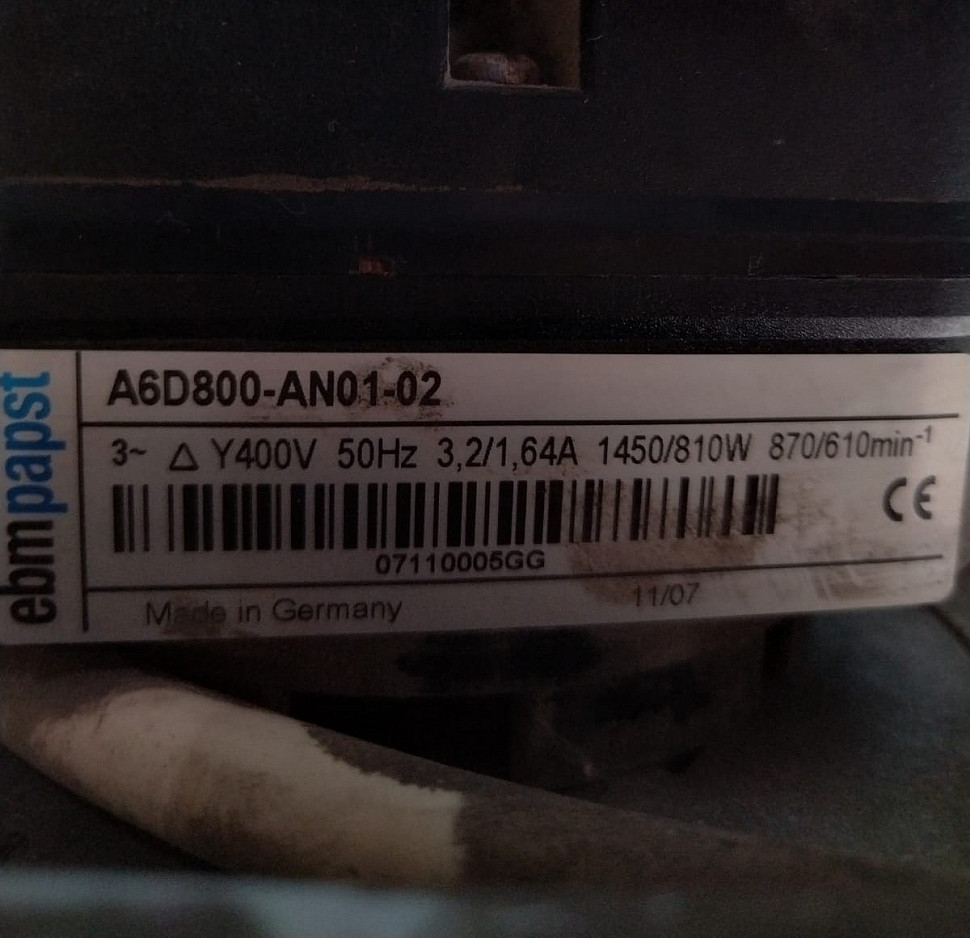 ebmpapst
A6D800-AN01-02
3~ △ Y400V 50Hz 3,2/1,64A 1450/810W 870/610min⁻¹
CE
07110005GG
Made in Germany 11/07